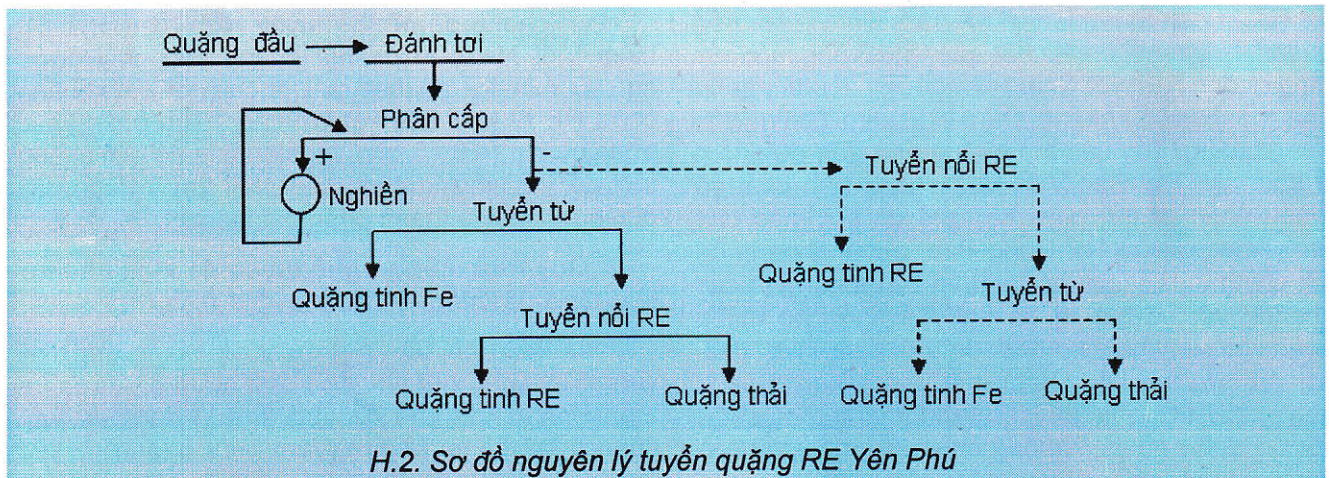 Quặng đầu Đánh tơi
Phân cấp
+ -
Tuyển nổi RE
Nghiền
Tuyển từ
Quặng tinh RE
Quặng tinh Fe
Tuyển từ
Tuyển nổi RE
Quặng tinh RE Quặng thải Quặng tinh Fe Quặng thải
H.2. Sơ đồ nguyên lý tuyển quặng RE Yên Phú